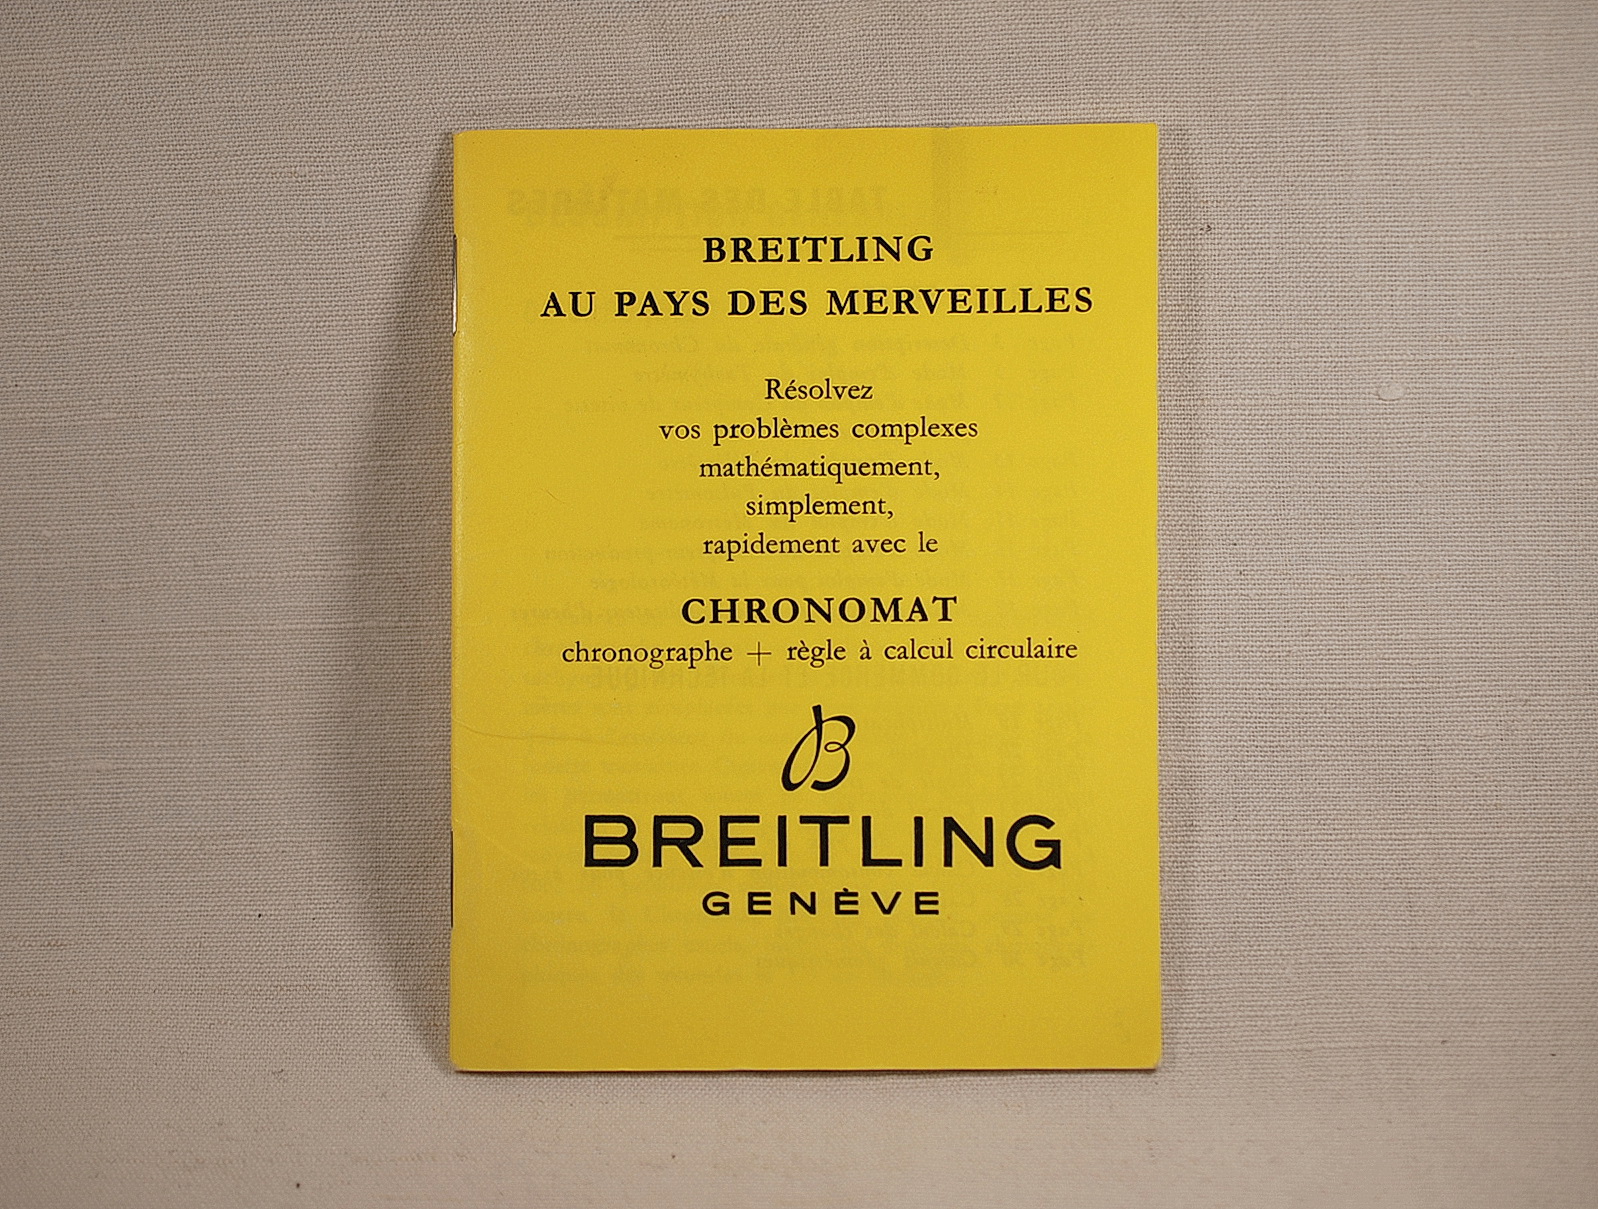 BREITLING
AU PAYS DES MERVEILLES
Résolvez
vos problèmes complexes
mathématiquement,
simplement,
rapidement avec le
CHRONOMAT
chronographe + règle à calcul circulaire
B
BREITLING
GENÈVE